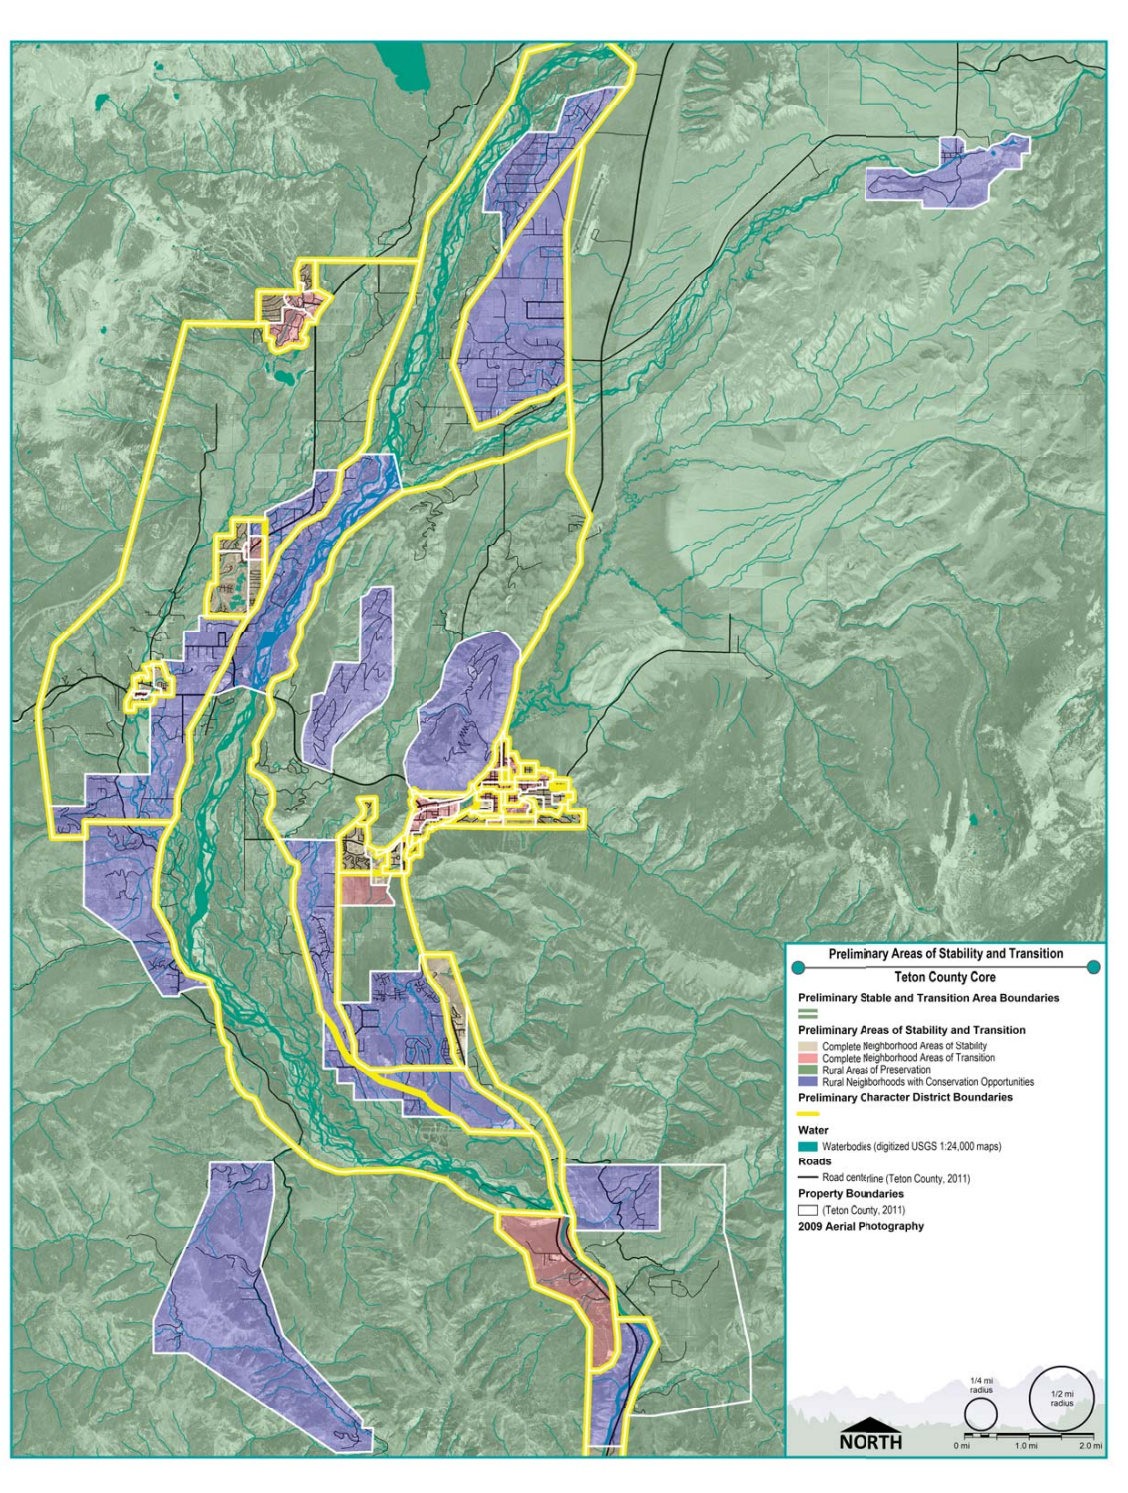 Preliminary Areas of Stability and Transition
Teton County Core
Preliminary Stable and Transition Area Boundaries
Preliminary Areas of Stability and Transition
Complete Neighborhood Areas of Stability
Complete Neighborhood Areas of Transition
Rural Areas of Preservation
Rural Neighborhoods with Conservation Opportunities
Preliminary Character District Boundaries
Water
Waterbodies (digitized USGS 1:24,000 maps)
Roads
Road centerline (Teton County, 2011)
Property Boundaries
(Teton County, 2011)
2009 Aerial Photography
1/4 mi
radius
1/2 mi
radius
NORTH
0 mi 1.0 mi 2.0 mi